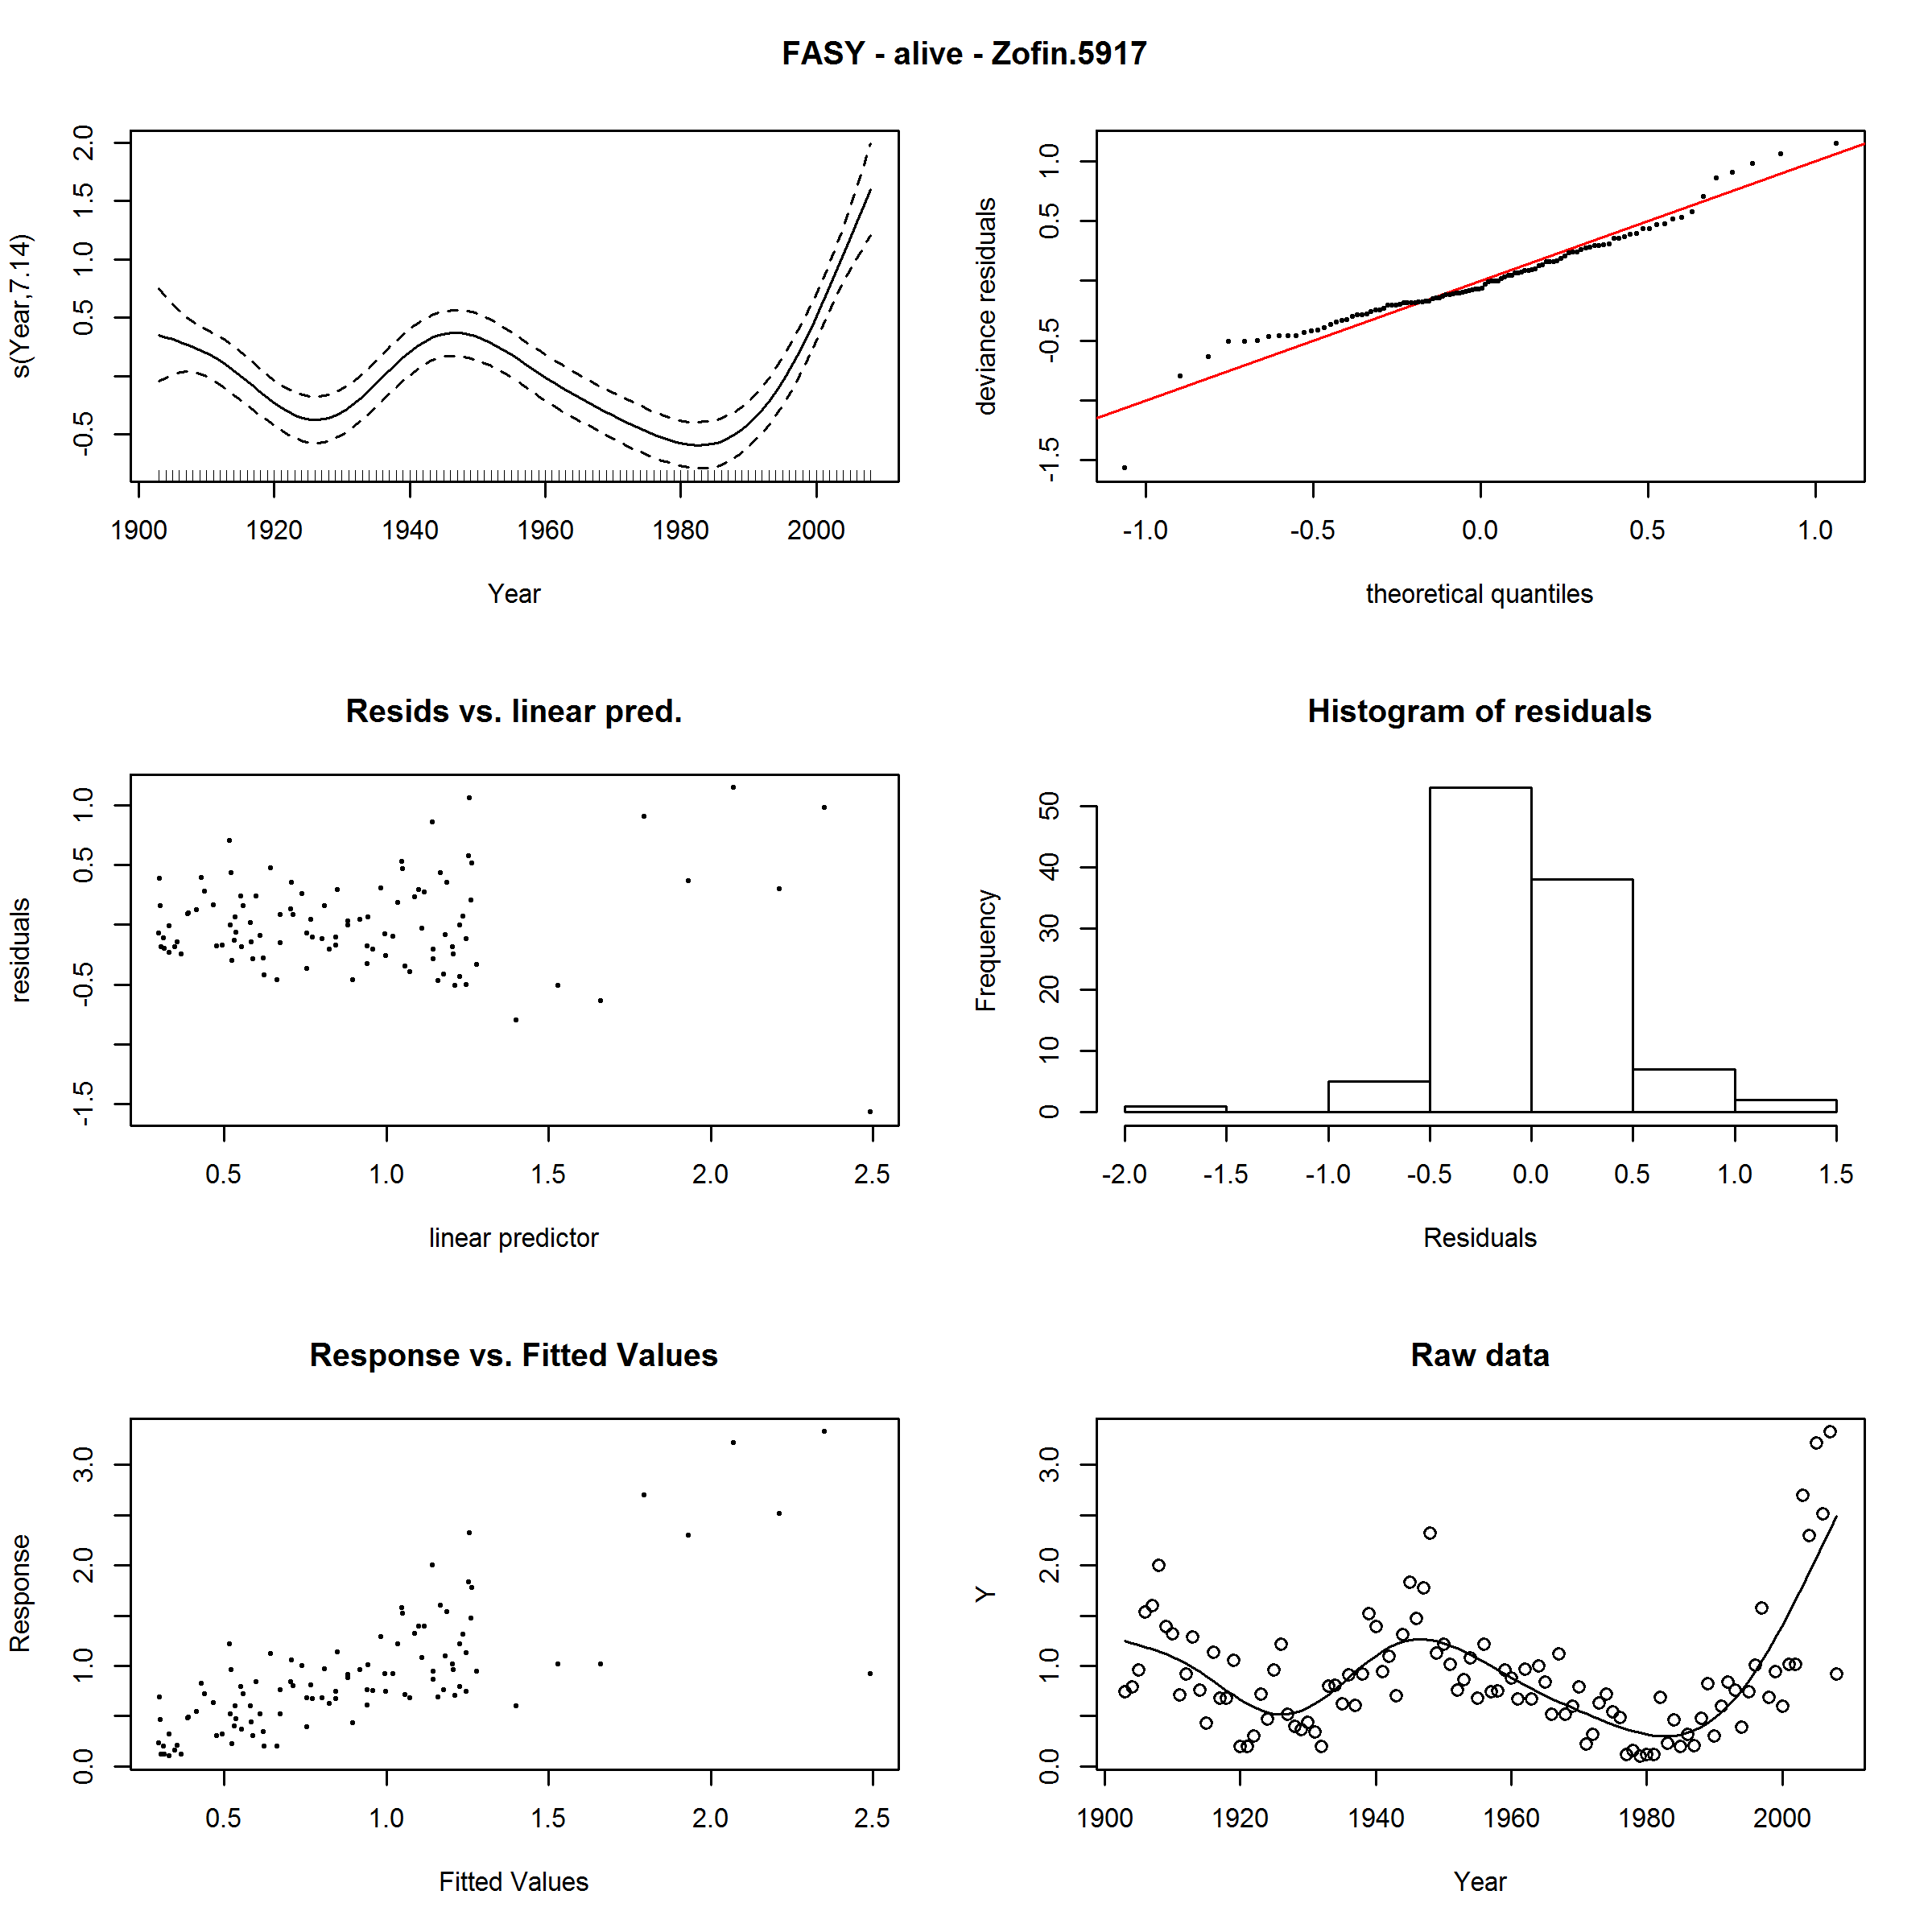 FASY - alive - Zofin.5917
s(Year,7.14)
-0.5 0.5 1.0 1.5 2.0
1900 1920 1940 1960 1980 2000
Year
deviance residuals
-1.5 -0.5 0.5 1.0
-1.0 -0.5 0.0 0.5 1.0
theoretical quantiles
Resids vs. linear pred.
residuals
-1.5 -0.5 0.5 1.0
0.5 1.0 1.5 2.0 2.5
linear predictor
Histogram of residuals
Frequency
0 10 20 30 40 50
-2.0 -1.5 -1.0 -0.5 0.0 0.5 1.0 1.5
Residuals
Response vs. Fitted Values
Response
0.0 1.0 2.0 3.0
0.5 1.0 1.5 2.0 2.5
Fitted Values
Raw data
Y
0.0 1.0 2.0 3.0
1900 1920 1940 1960 1980 2000
Year